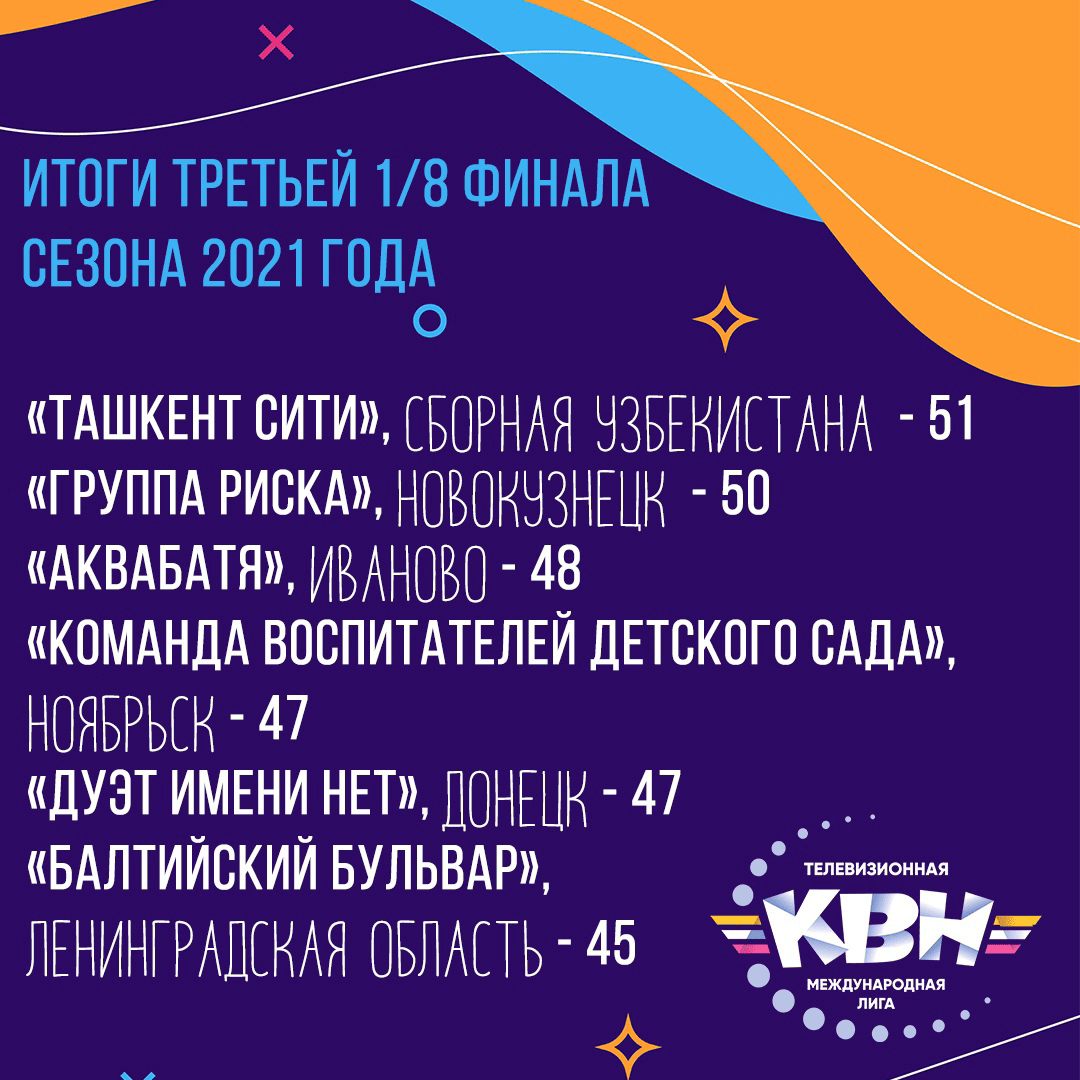 ИТОГИ ТРЕТЬЕЙ 1/8 ФИНАЛА
СЕЗОНА 2021 ГОДА
«ТАШКЕНТ СИТИ», СБОРНАЯ УЗБЕКИСТАНА - 51
«ГРУППА РИСКА», НОВОКУЗНЕЦК - 50
«АКВАБАТЯ», ИВАНОВО - 48
«КОМАНДА ВОСПИТАТЕЛЕЙ ДЕТСКОГО САДА»,
НОЯБРЬСК - 47
«ДУЭТ ИМЕНИ НЕТ», ДОНЕЦК - 47
«БАЛТИЙСКИЙ БУЛЬВАР»,
ЛЕНИНГРАДСКАЯ ОБЛАСТЬ - 45
ТЕЛЕВИЗИОННАЯ
КВН
МЕЖДУНАРОДНАЯ
ЛИГА